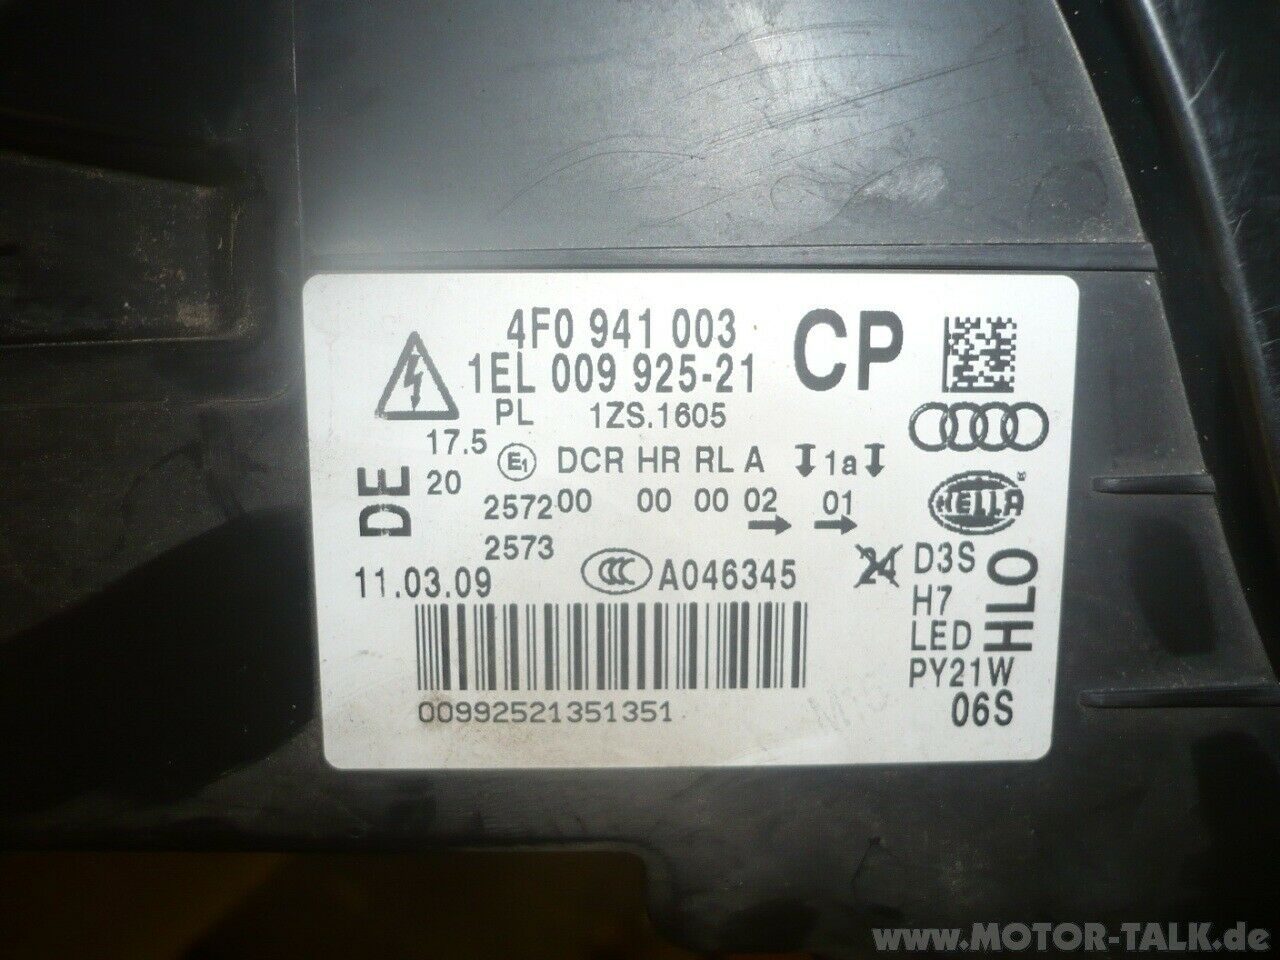 4F0 941 003 CP
1EL 009 925-21
PL 1ZS.1605
17.5 E1 DCR HR RL A 1a
DE 20
2572 00 00 00 02 01
2573
HELLA
11.03.09 CCC A046345
24 D3S
H7
LED
PY21W
06S
HLO
00992521351351
www.MOTOR-TALK.de